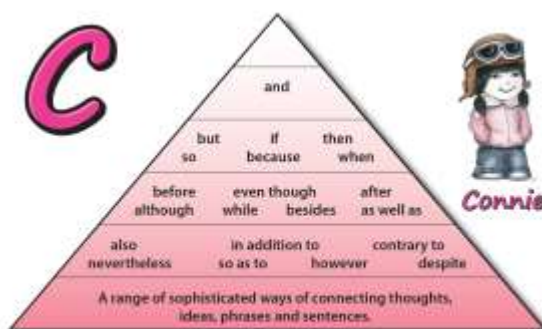 C
and
but if then
so because when
before even though after
although while besides as well as
Connie
also in addition to contrary to
nevertheless so as to however despite
A range of sophisticated ways of connecting thoughts,
ideas, phrases and sentences.